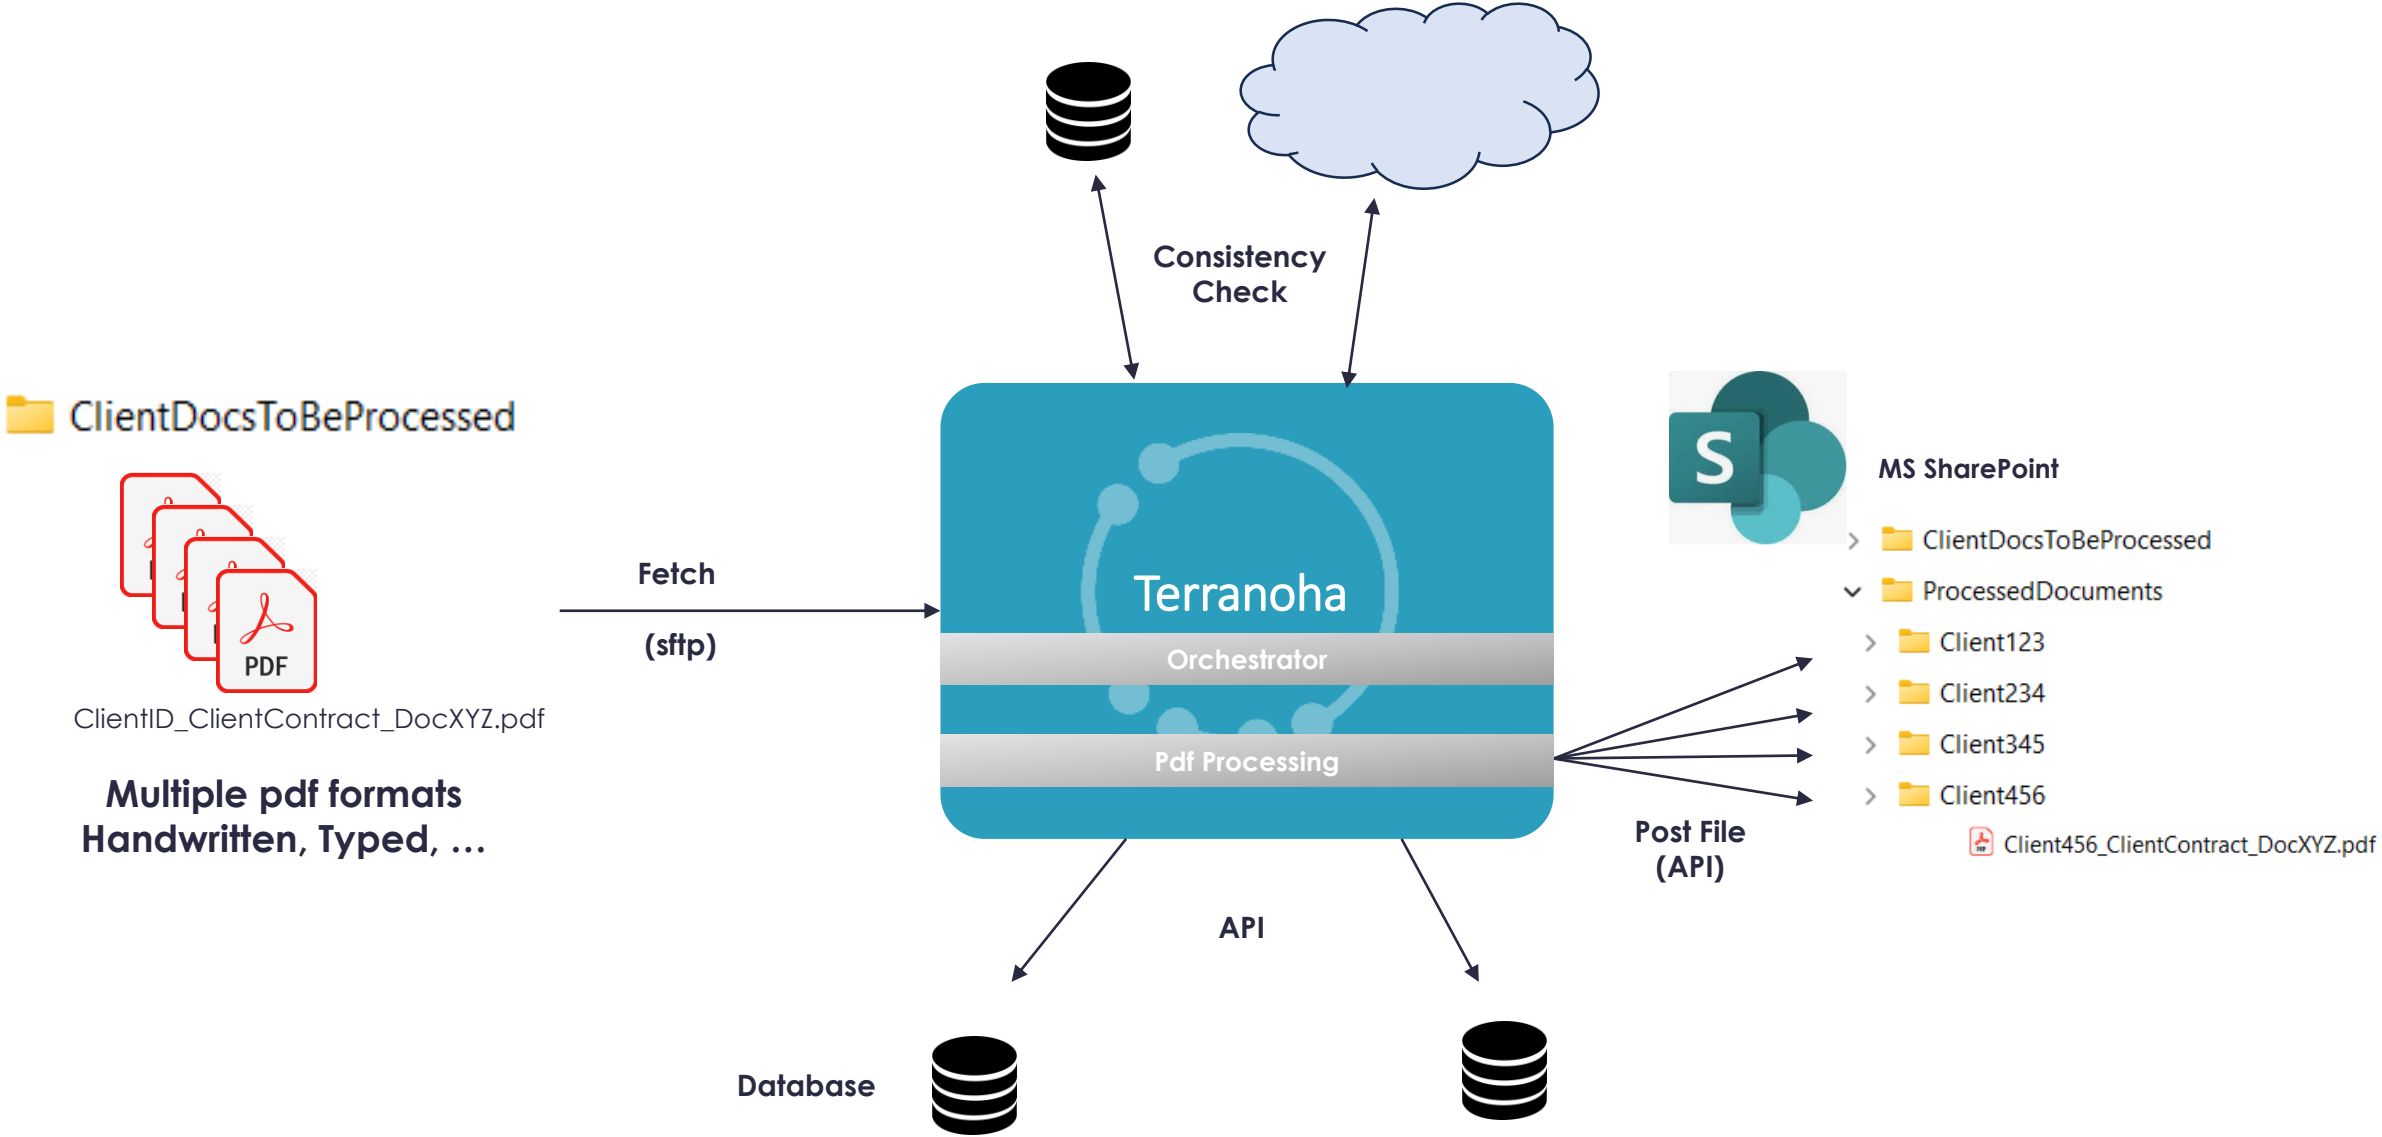 Consistency
Check
ClientDocsToBeProcessed
PDF
ClientID_ClientContract_DocXYZ.pdf
Multiple pdf formats
Handwritten, Typed, …
Fetch
(sftp)
Terranoha
Orchestrator
Pdf Processing
S
MS SharePoint
ClientDocsToBeProcessed
ProcessedDocuments
Client123
Client234
Client345
Client456
Client456_ClientContract_DocXYZ.pdf
Post File
(API)
API
Database